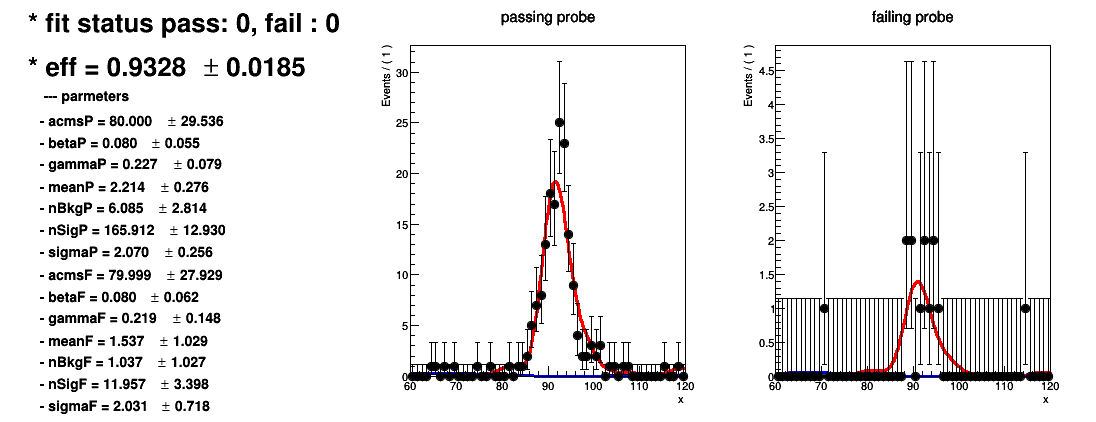 * fit status pass: 0, fail : 0
* eff = 0.9328 ± 0.0185
--- parmeters
- acmsP = 80.000 ± 29.536
- betaP = 0.080 ± 0.055
- gammaP = 0.227 ± 0.079
- meanP = 2.214 ± 0.276
- nBkgP = 6.085 ± 2.814
- nSigP = 165.912 ± 12.930
- sigmaP = 2.070 ± 0.256
- acmsF = 79.999 ± 27.929
- betaF = 0.080 ± 0.062
- gammaF = 0.219 ± 0.148
- meanF = 1.537 ± 1.029
- nBkgF = 1.037 ± 1.027
- nSigF = 11.957 ± 3.398
- sigmaF = 2.031 ± 0.718
passing probe
Events / ( 1 )
30
25
20
15
10
5
0
60 70 80 90 100 110 120
x
failing probe
Events / ( 1 )
4.5
4
3.5
3
2.5
2
1.5
1
0.5
0
60 70 80 90 100 110 120
x